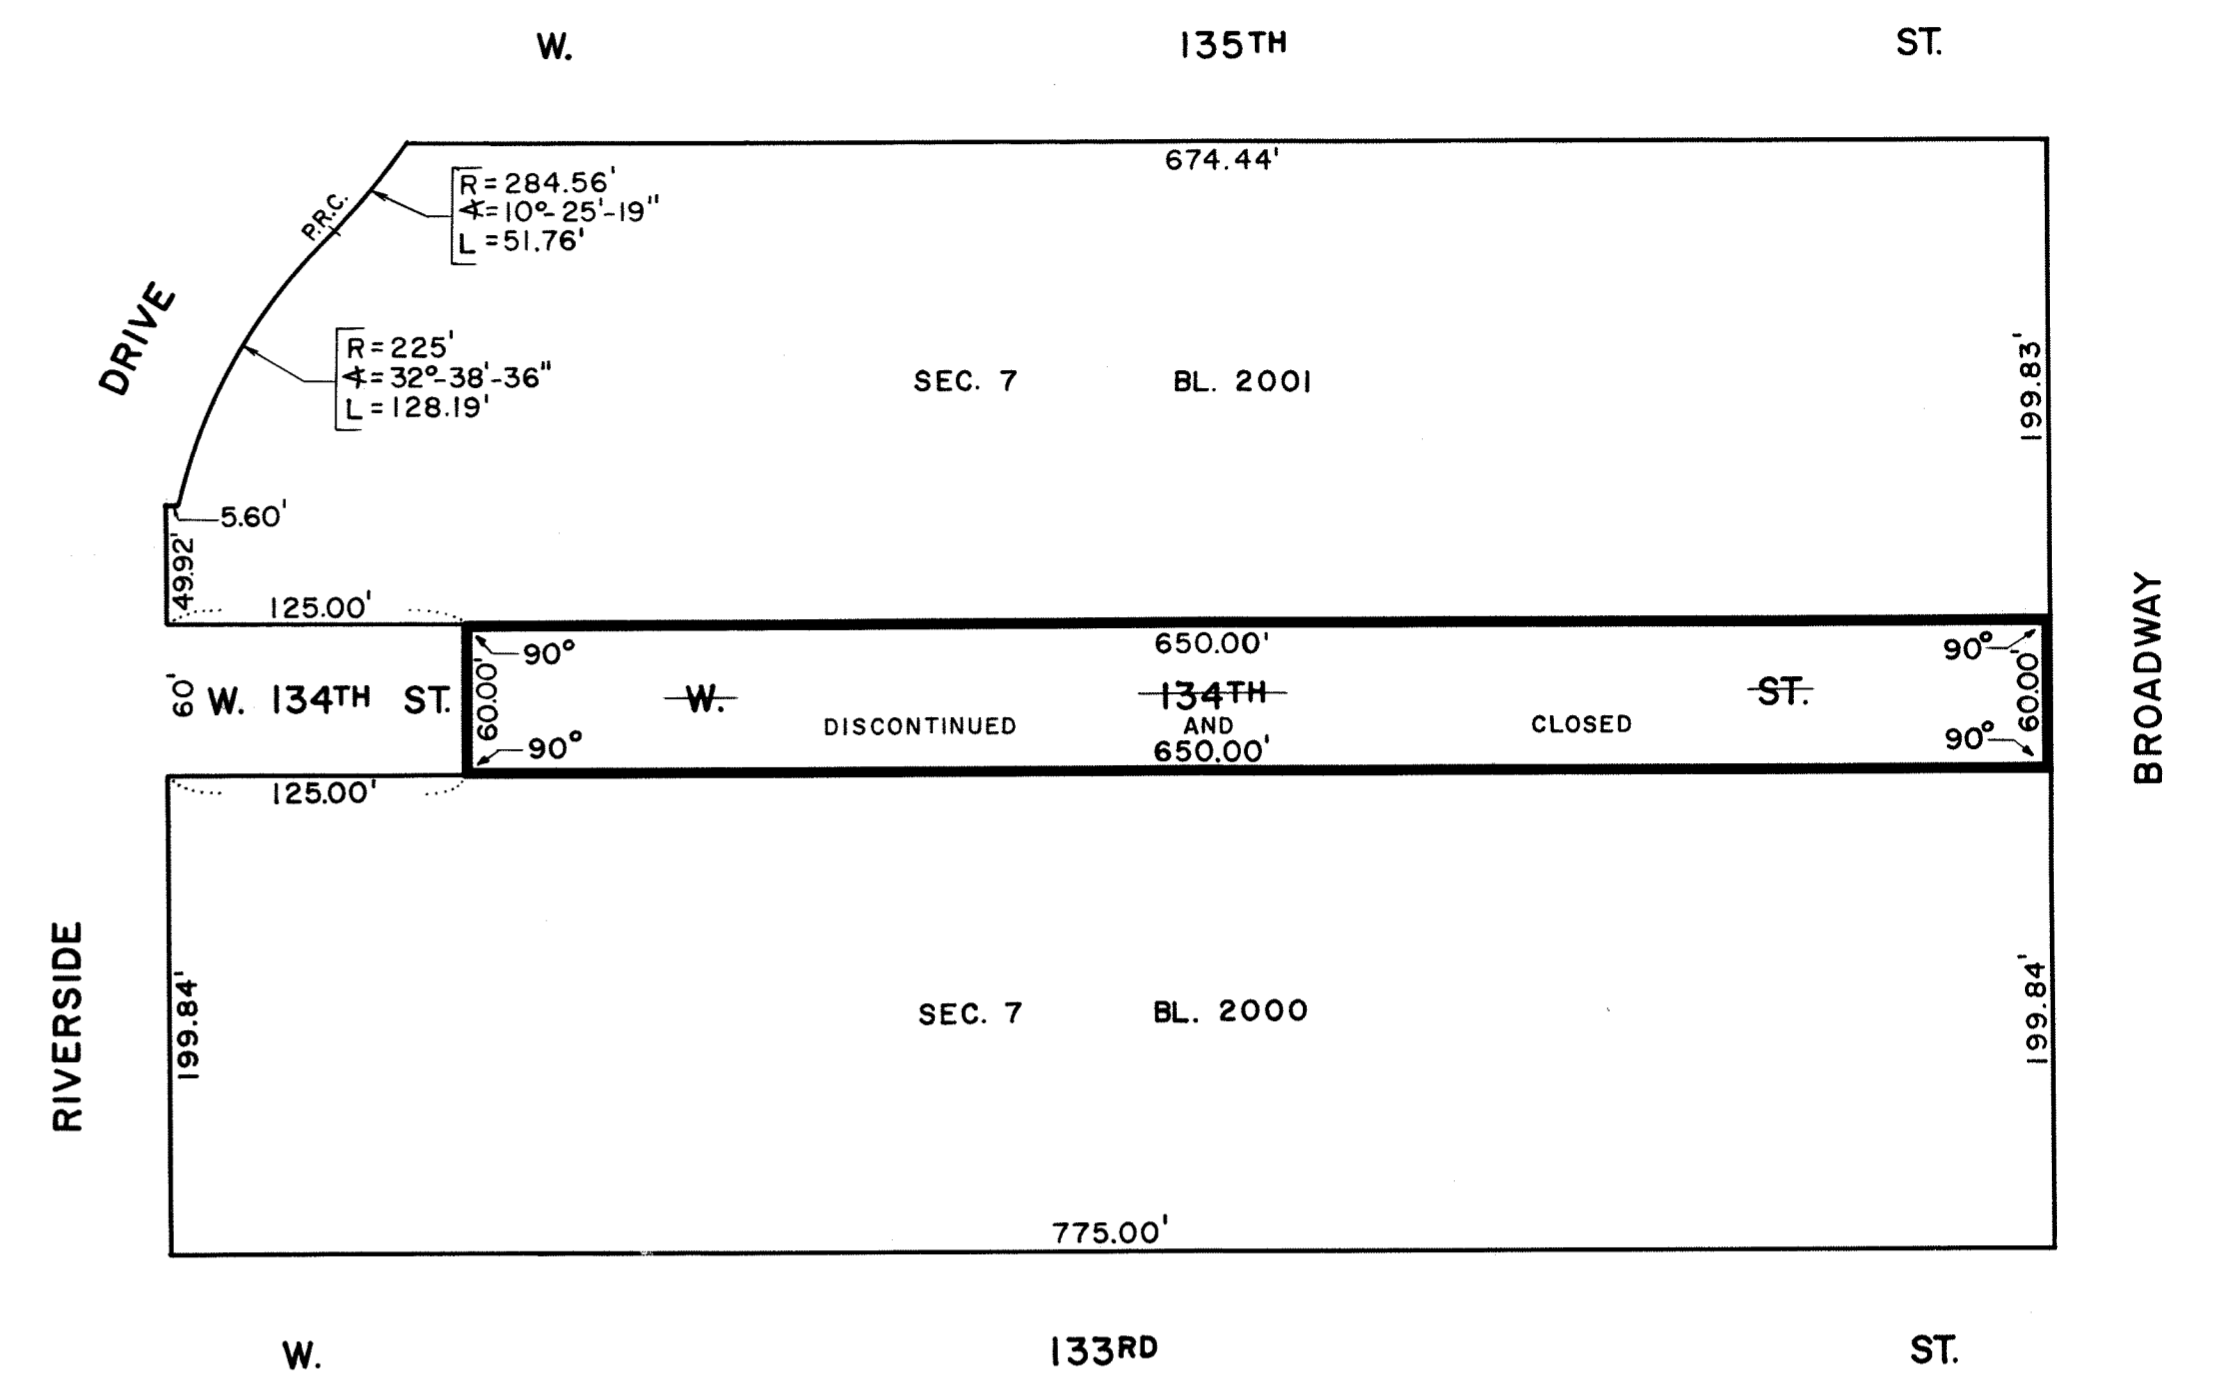 W. 135TH ST.
674.44'
R=284.56'
∢=10°-25'-19"
L=51.76'
P.R.C.
DRIVE
R=225'
∢=32°-38'-36"
L=128.19'
SEC. 7 BL. 2001
199.83'
5.60'
49.92'
125.00'
650.00'
90°
90°
60'
W. 134TH ST.
60.00'
W. 134TH ST.
60.00'
DISCONTINUED AND CLOSED
90°
650.00'
90°
BROADWAY
125.00'
RIVERSIDE
199.84'
SEC. 7 BL. 2000
199.84'
775.00'
W. 133RD ST.